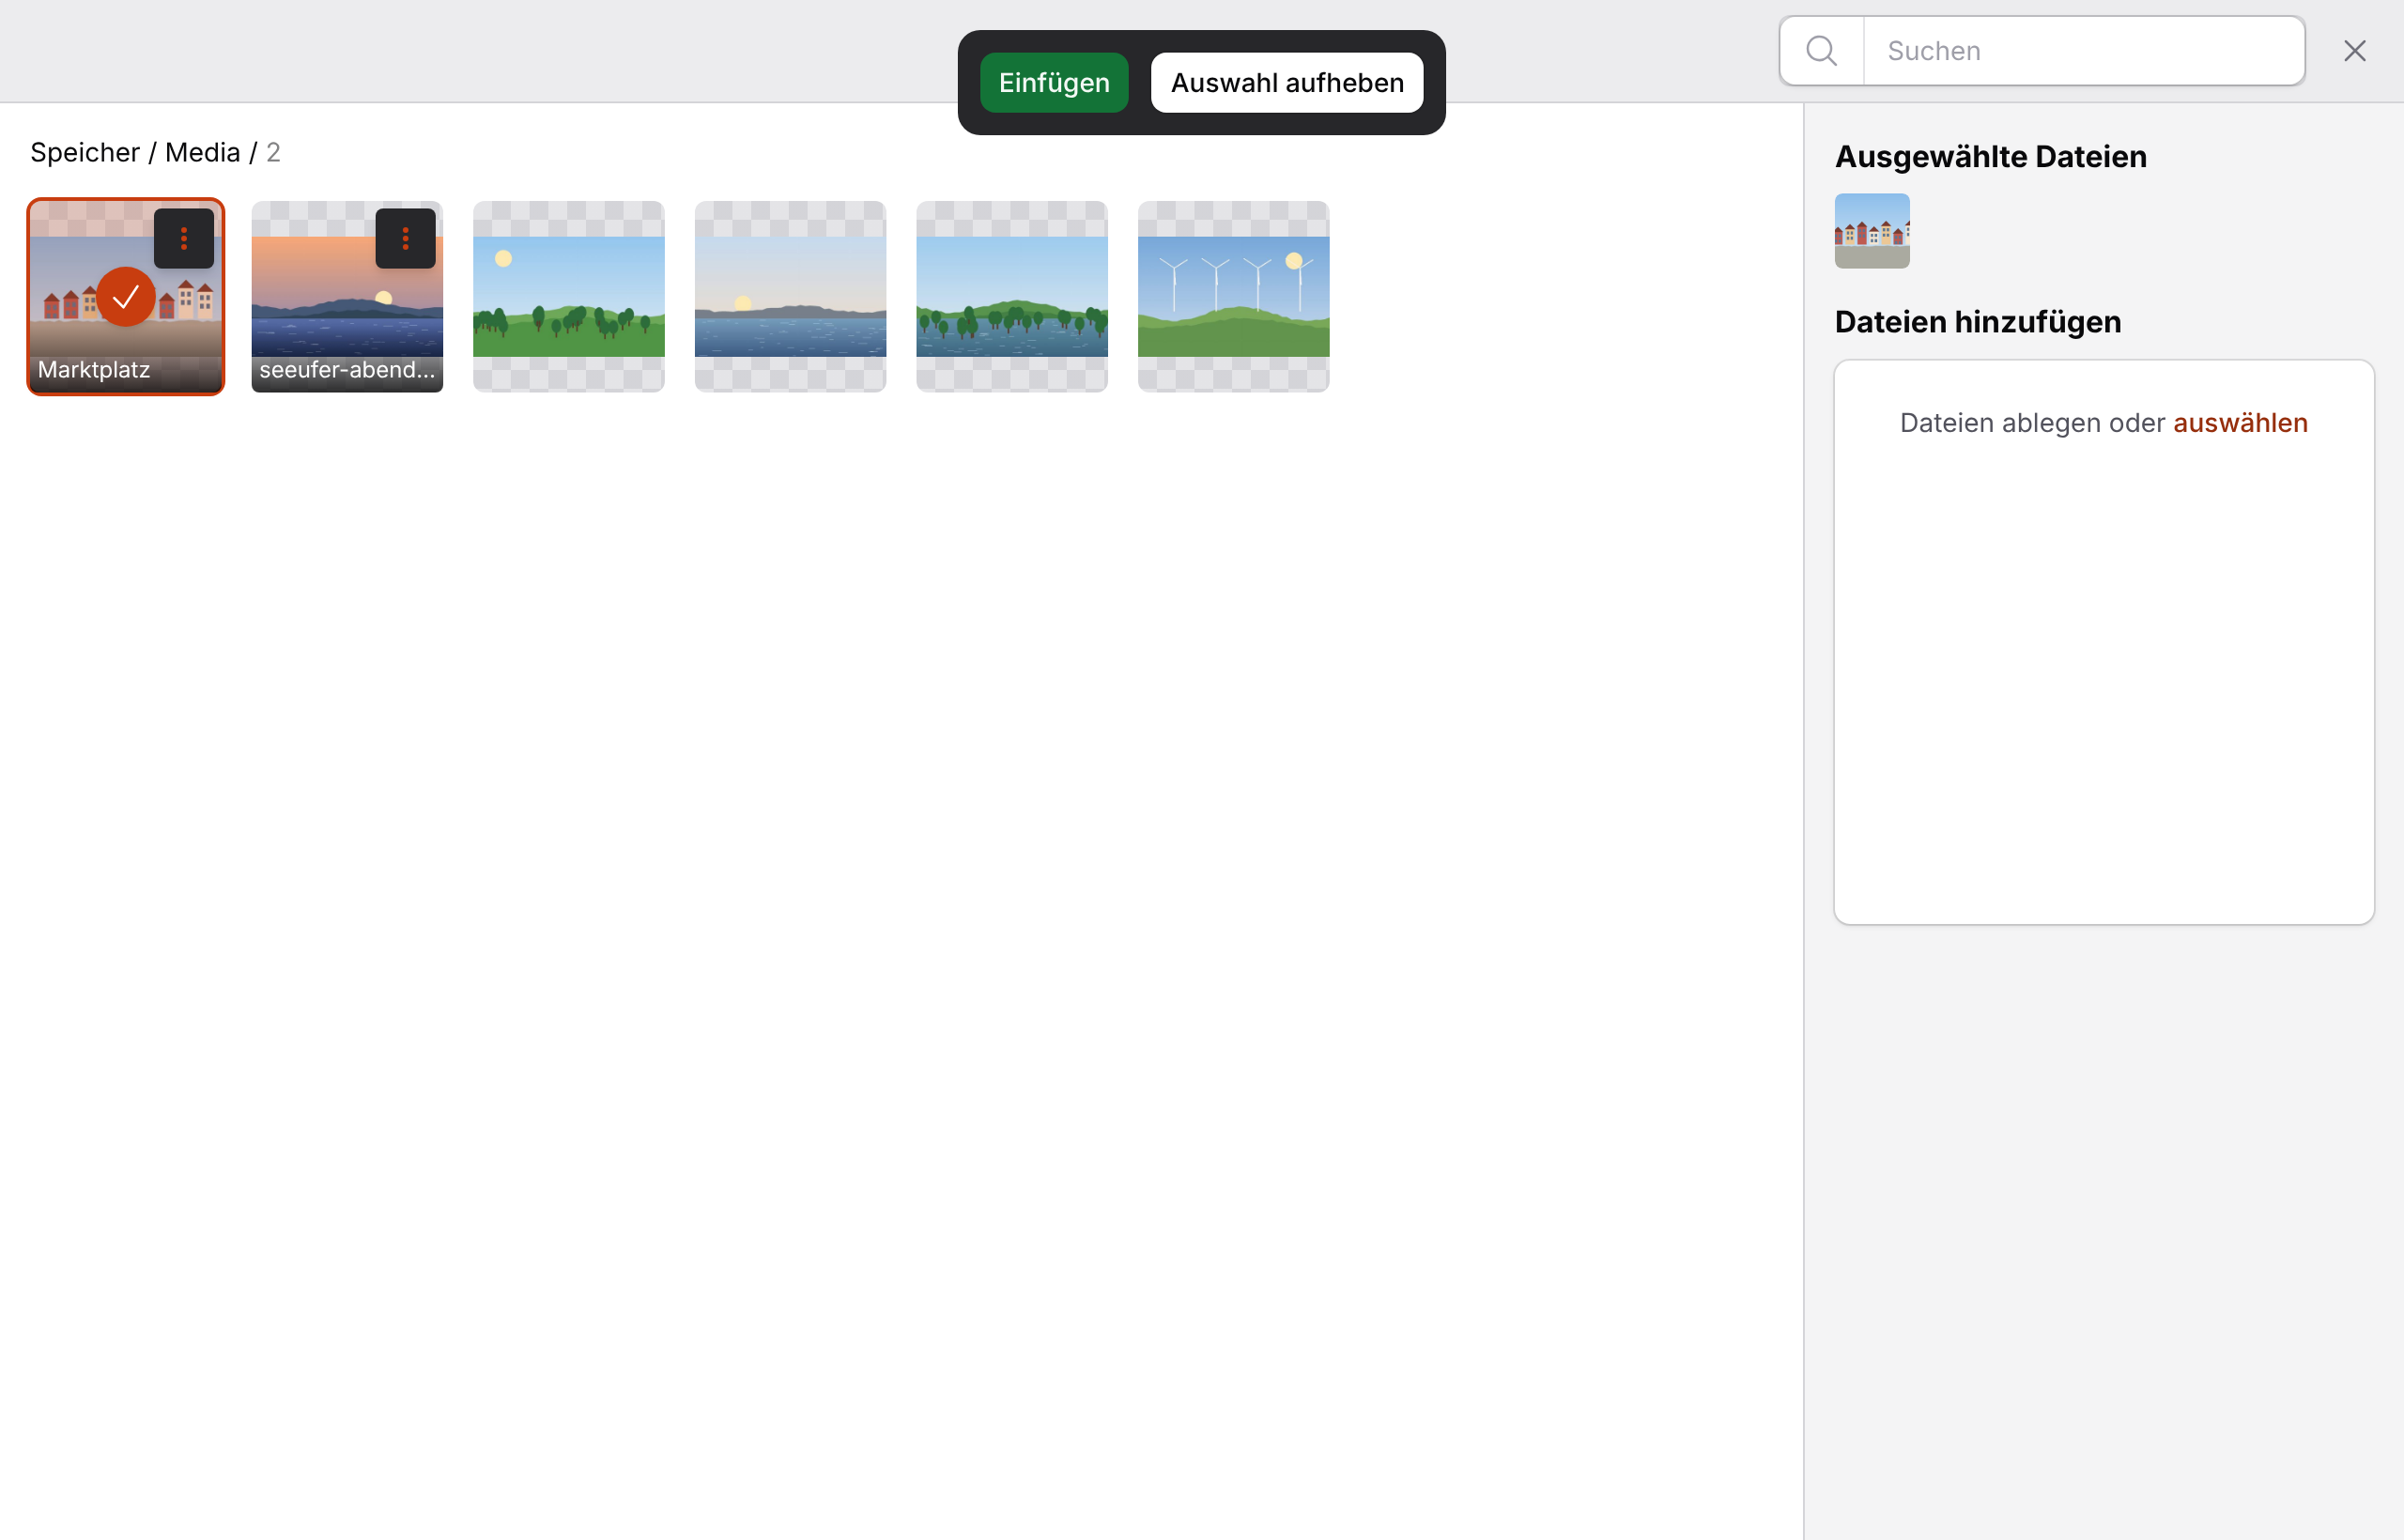 Einfügen
Auswahl aufheben
Suchen
Speicher / Media / 2
Marktplatz
seeufer-abend...
Ausgewählte Dateien
Dateien hinzufügen
Dateien ablegen oder auswählen